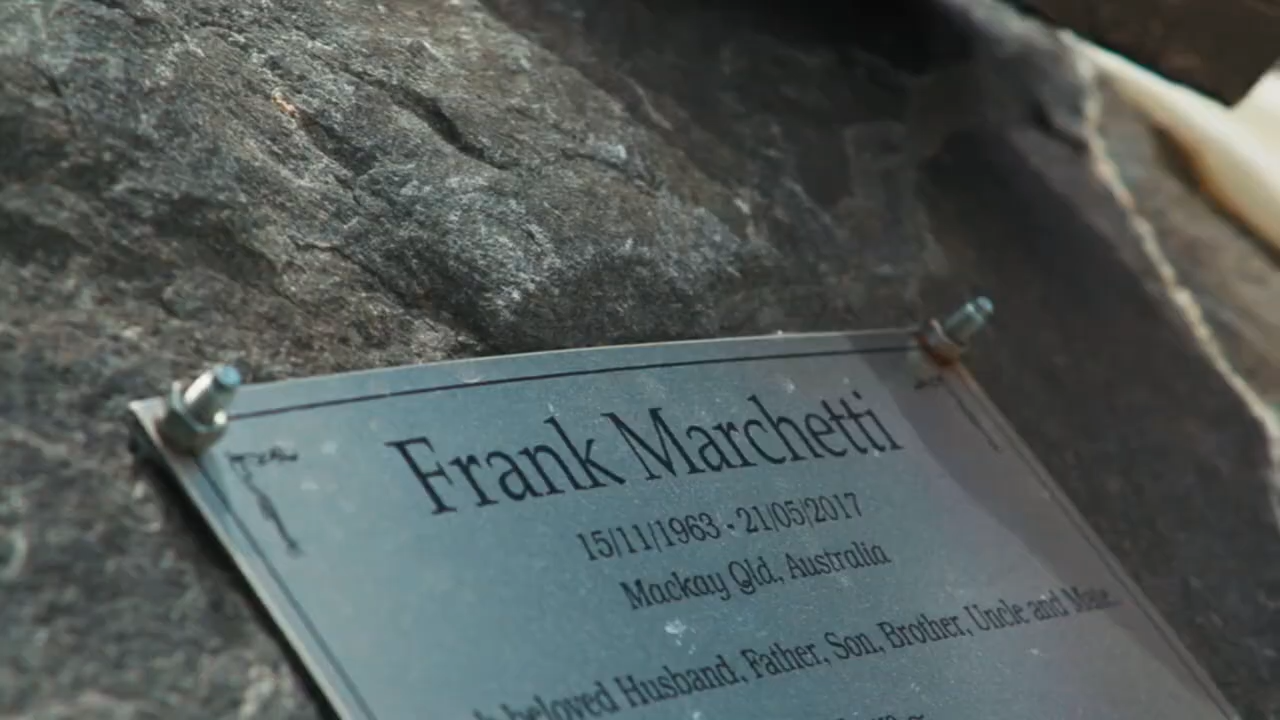 Frank Marchetti
15/11/1963 - 21/05/2017
Mackay Qld, Australia
beloved Husband, Father, Son, Brother, Uncle and Mate